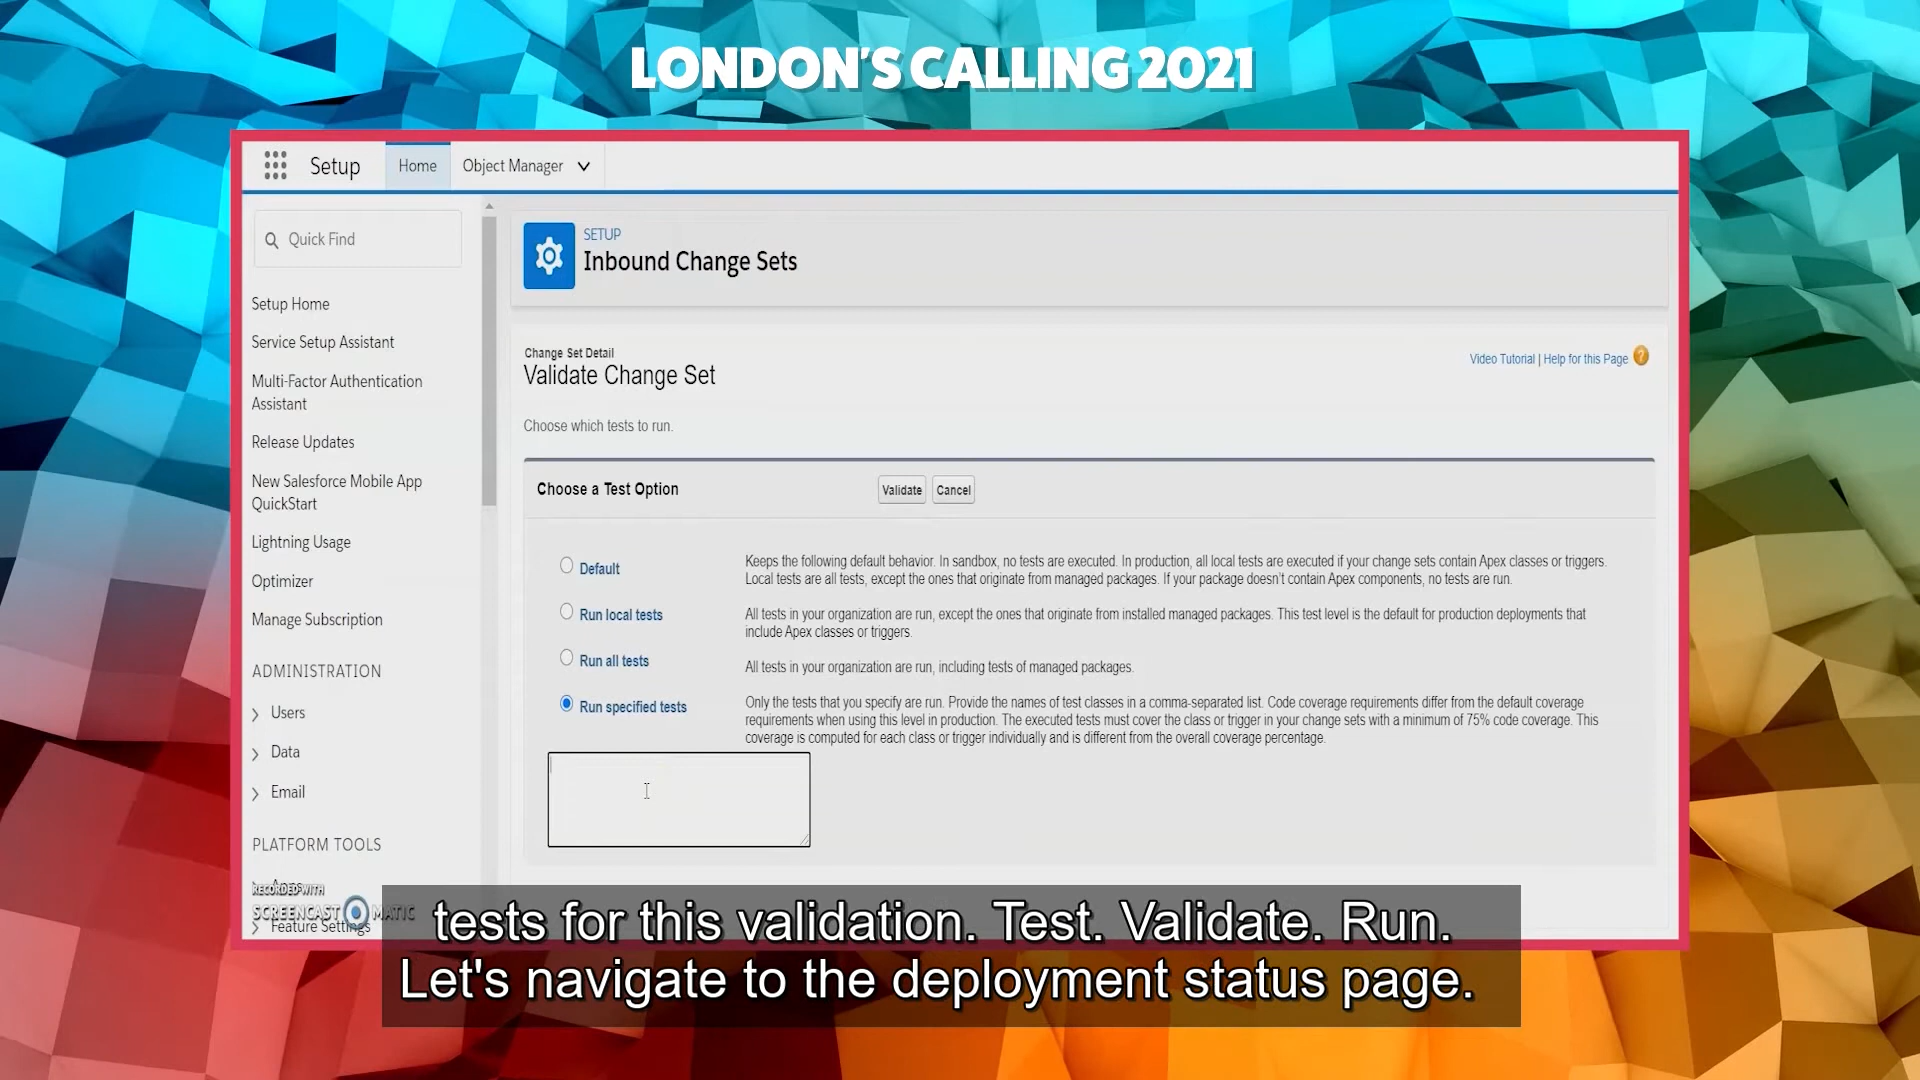 LONDON'S CALLING 2021
Setup
Home
Object Manager
Quick Find
Setup Home
Service Setup Assistant
Multi-Factor Authentication
Assistant
Release Updates
New Salesforce Mobile App
QuickStart
Lightning Usage
Optimizer
Manage Subscription
ADMINISTRATION
Users
Data
Email
PLATFORM TOOLS
Apps
Feature Settings
RECORDED WITH
SCREENCAST MATIC
SETUP
Inbound Change Sets
Change Set Detail
Validate Change Set
Video Tutorial | Help for this Page ?
Choose which tests to run.
Choose a Test Option
Validate
Cancel
Default
Keeps the following default behavior. In sandbox, no tests are executed. In production, all local tests are executed if your change sets contain Apex classes or triggers.
Local tests are all tests, except the ones that originate from managed packages. If your package doesn't contain Apex components, no tests are run.
Run local tests
All tests in your organization are run, except the ones that originate from installed managed packages. This test level is the default for production deployments that
include Apex classes or triggers.
Run all tests
All tests in your organization are run, including tests of managed packages.
Run specified tests
Only the tests that you specify are run. Provide the names of test classes in a comma-separated list. Code coverage requirements differ from the default coverage
requirements when using this level in production. The executed tests must cover the class or trigger in your change sets with a minimum of 75% code coverage. This
coverage is computed for each class or trigger individually and is different from the overall coverage percentage.
tests for this validation. Test. Validate. Run.
Let's navigate to the deployment status page.